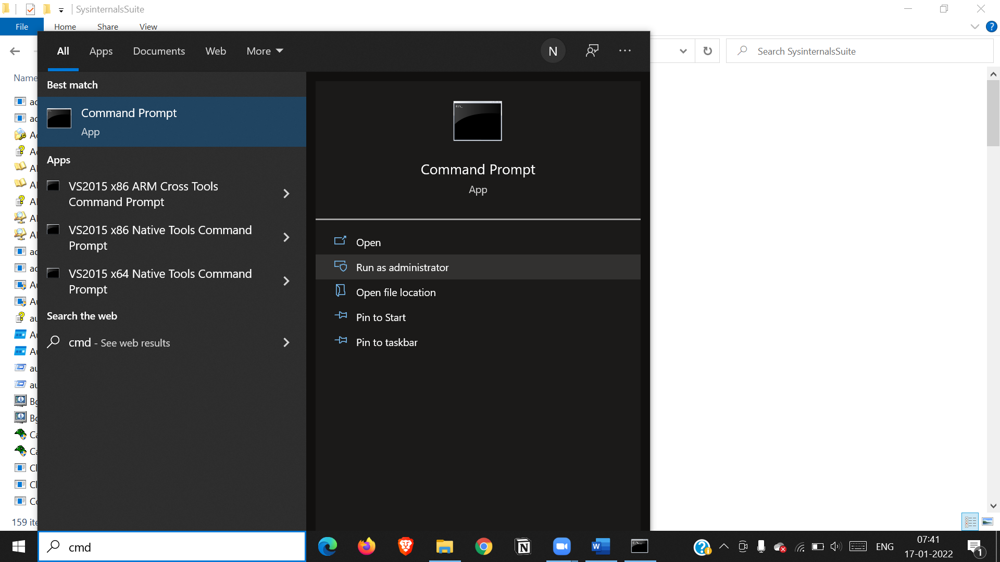 SysinternalsSuite
File Home Share View
All Apps Documents Web More N
Search SysinternalsSuite
Name
Best match
Command Prompt
App
Apps
VS2015 x86 ARM Cross Tools
Command Prompt
VS2015 x86 Native Tools Command
Prompt
VS2015 x64 Native Tools Command
Prompt
Search the web
cmd - See web results
Command Prompt
App
Open
Run as administrator
Open file location
Pin to Start
Pin to taskbar
159 ite
cmd
ENG
07:41
17-01-2022
1